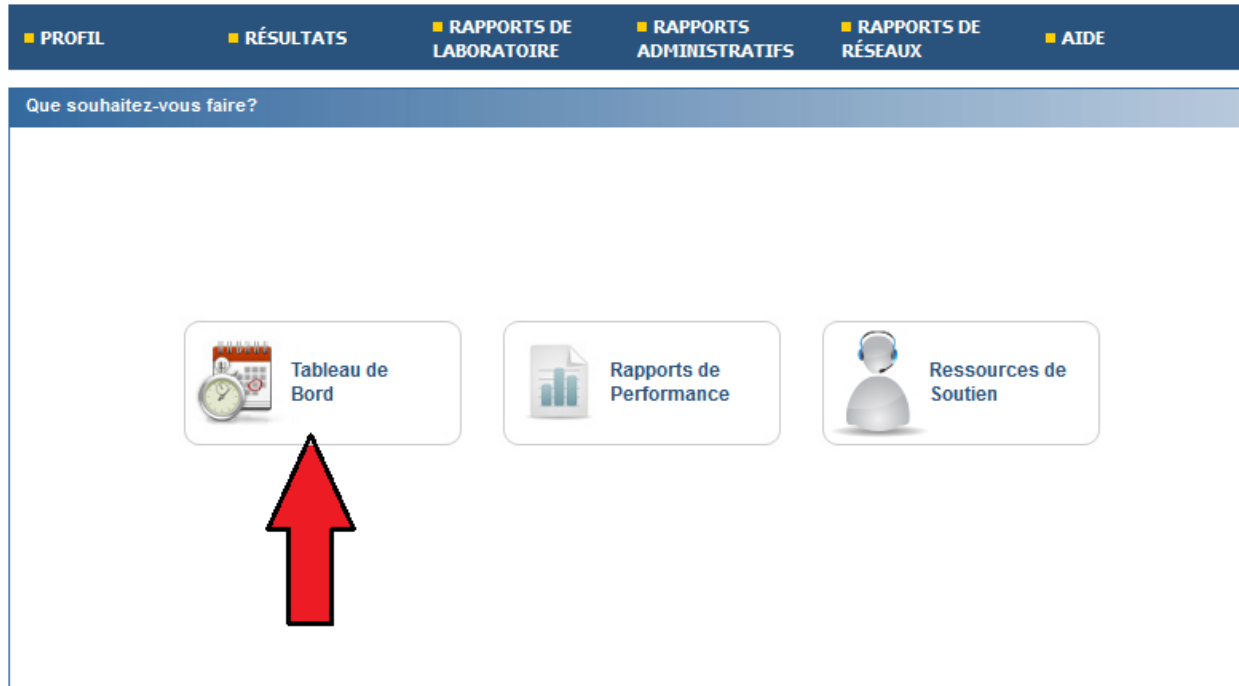 PROFIL
RÉSULTATS
RAPPORTS DE
LABORATOIRE
RAPPORTS
ADMINISTRATIFS
RAPPORTS DE
RÉSEAUX
AIDE
Que souhaitez-vous faire?
Tableau de
Bord
Rapports de
Performance
Ressources de
Soutien